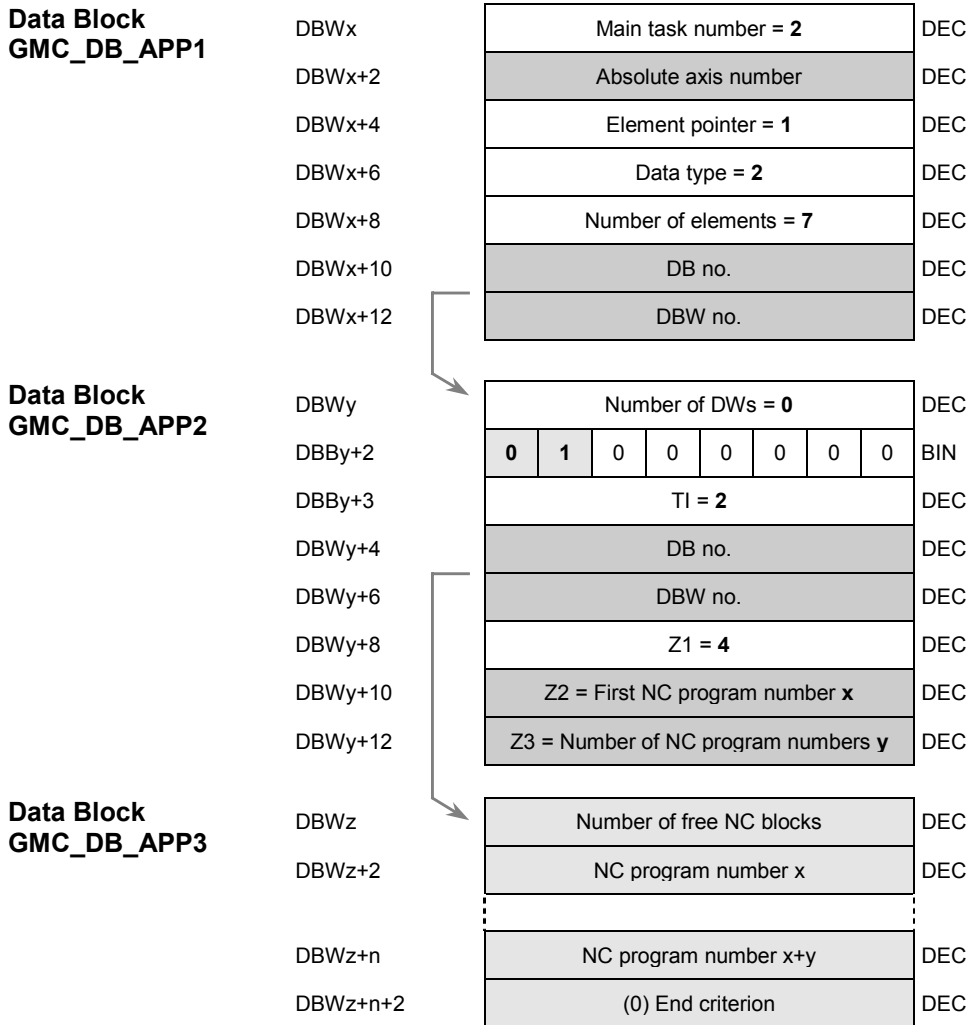 Data Block
GMC_DB_APP1
DBWx Main task number = 2 DEC
DBWx+2 Absolute axis number DEC
DBWx+4 Element pointer = 1 DEC
DBWx+6 Data type = 2 DEC
DBWx+8 Number of elements = 7 DEC
DBWx+10 DB no. DEC
DBWx+12 DBW no. DEC
Data Block
GMC_DB_APP2
DBWy Number of DWs = 0 DEC
DBBy+2 0 1 0 0 0 0 0 0 BIN
DBBy+3 TI = 2 DEC
DBWy+4 DB no. DEC
DBWy+6 DBW no. DEC
DBWy+8 Z1 = 4 DEC
DBWy+10 Z2 = First NC program number x DEC
DBWy+12 Z3 = Number of NC program numbers y DEC
Data Block
GMC_DB_APP3
DBWz Number of free NC blocks DEC
DBWz+2 NC program number x DEC
DBWz+n NC program number x+y DEC
DBWz+n+2 (0) End criterion DEC